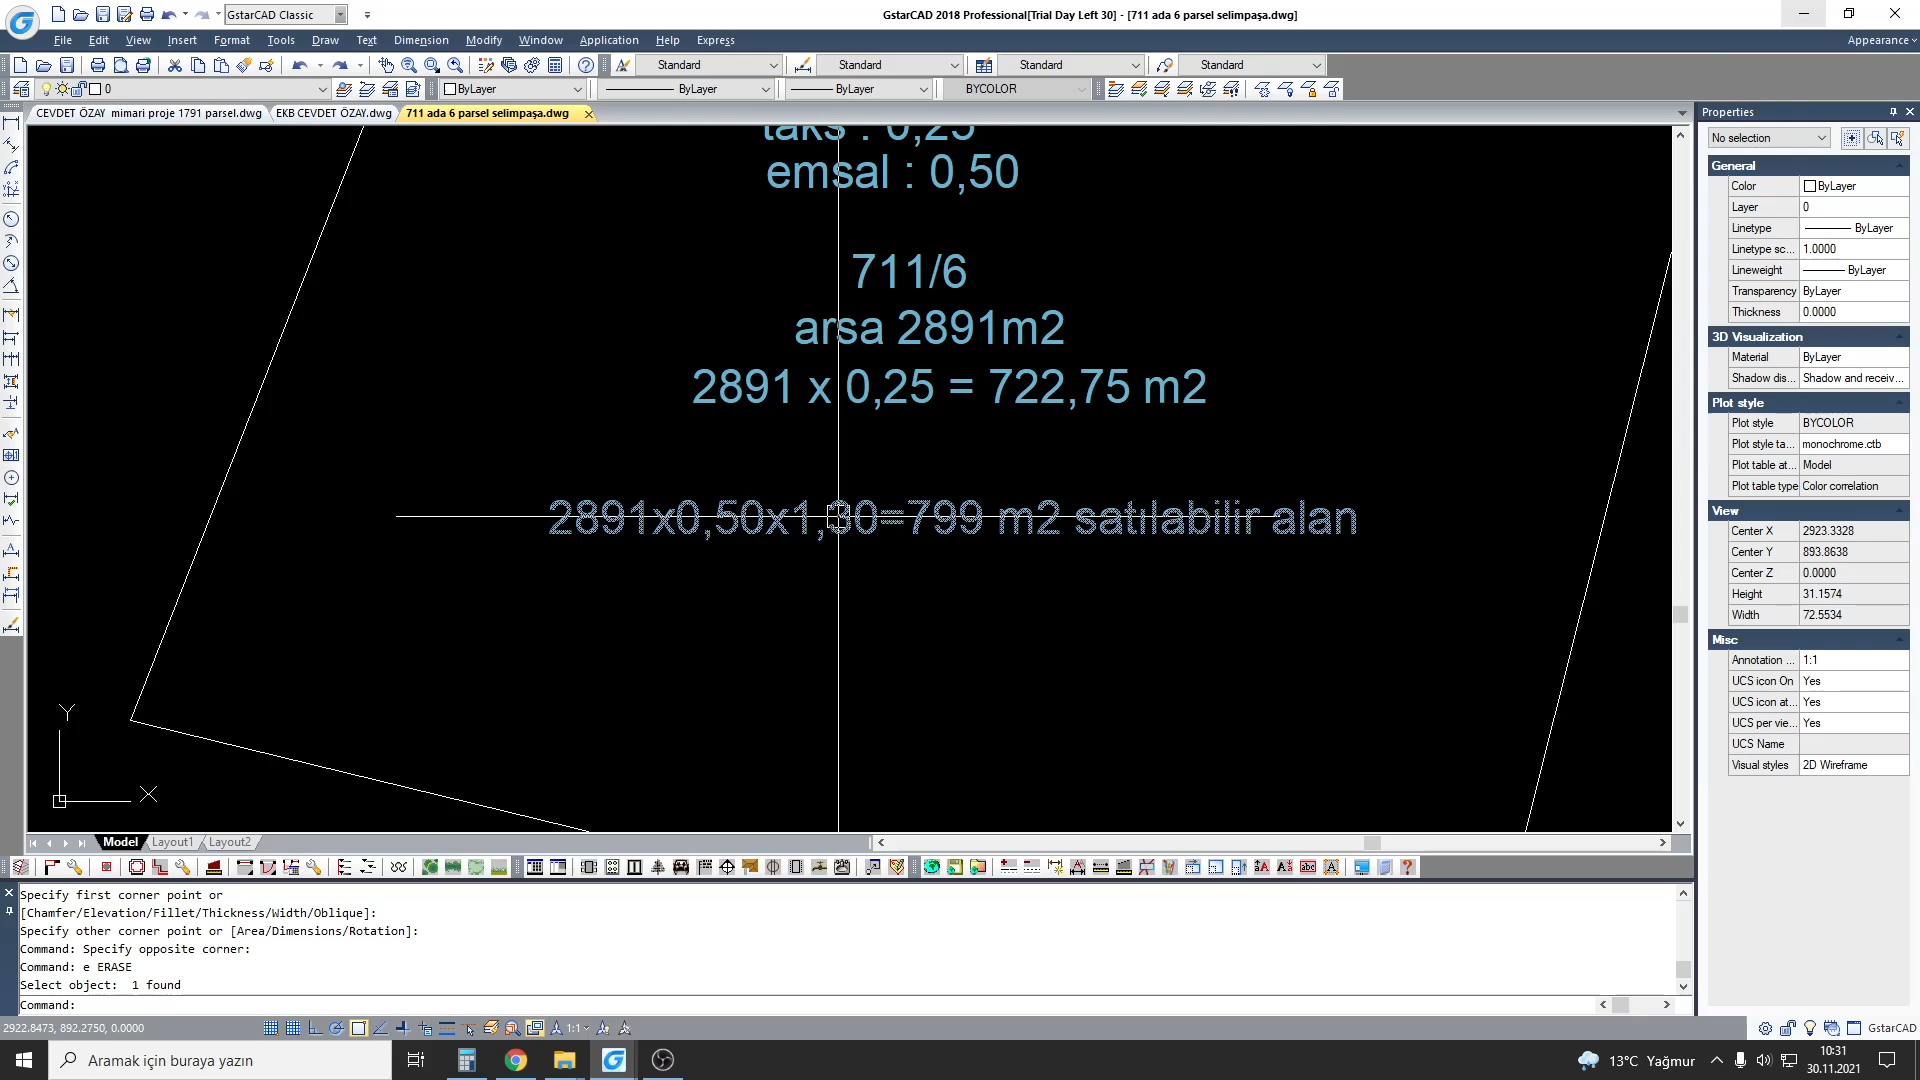 GstarCAD Classic
GstarCAD 2018 Professional[Trial Day Left 30] - [711 ada 6 parsel selimpaşa.dwg]
File Edit View Insert Format Tools Draw Text Dimension Modify Window Application Help Express
Appearance
Standard Standard Standard Standard
0 ByLayer ByLayer ByLayer BYCOLOR
CEVDET ÖZAY mimari proje 1791 parsel.dwg EKB CEVDET ÖZAY.dwg 711 ada 6 parsel selimpaşa.dwg
taks : 0,25
emsal : 0,50
711/6
arsa 2891m2
2891 x 0,25 = 722,75 m2
2891x0,50x1,30=799 m2 satılabilir alan
Y
X
Properties
No selection
General
Color ByLayer
Layer 0
Linetype ByLayer
Linetype sc... 1.0000
Lineweight ByLayer
Transparency ByLayer
Thickness 0.0000
3D Visualization
Material ByLayer
Shadow dis... Shadow and receiv...
Plot style
Plot style BYCOLOR
Plot style ta... monochrome.ctb
Plot table at... Model
Plot table type Color correlation
View
Center X 2923.3328
Center Y 893.8638
Center Z 0.0000
Height 31.1574
Width 72.5534
Misc
Annotation ... 1:1
UCS icon On Yes
UCS icon at... Yes
UCS per vie... Yes
UCS Name
Visual styles 2D Wireframe
Model Layout1 Layout2
Specify first corner point or
[Chamfer/Elevation/Fillet/Thickness/Width/Oblique]:
Specify other corner point or [Area/Dimensions/Rotation]:
Command: Specify opposite corner:
Command: e ERASE
Select object: 1 found
Command:
2922.8473, 892.2750, 0.0000
1:1
GstarCAD
Aramak için buraya yazın
13°C Yağmur
10:31
30.11.2021